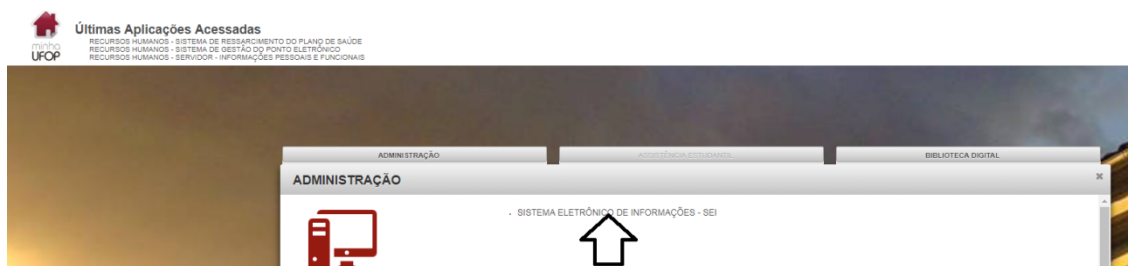 Últimas Aplicações Acessadas
RECURSOS HUMANOS - SISTEMA DE RESSARCIMENTO DO PLANO DE SAÚDE
RECURSOS HUMANOS - SISTEMA DE GESTÃO DO PONTO ELETRÔNICO
RECURSOS HUMANOS - SERVIDOR - INFORMAÇÕES PESSOAIS E FUNCIONAIS
minha
UFOP
ADMINISTRAÇÃO
ASSISTÊNCIA ESTUDANTIL
BIBLIOTECA DIGITAL
ADMINISTRAÇÃO
- SISTEMA ELETRÔNICO DE INFORMAÇÕES - SEI